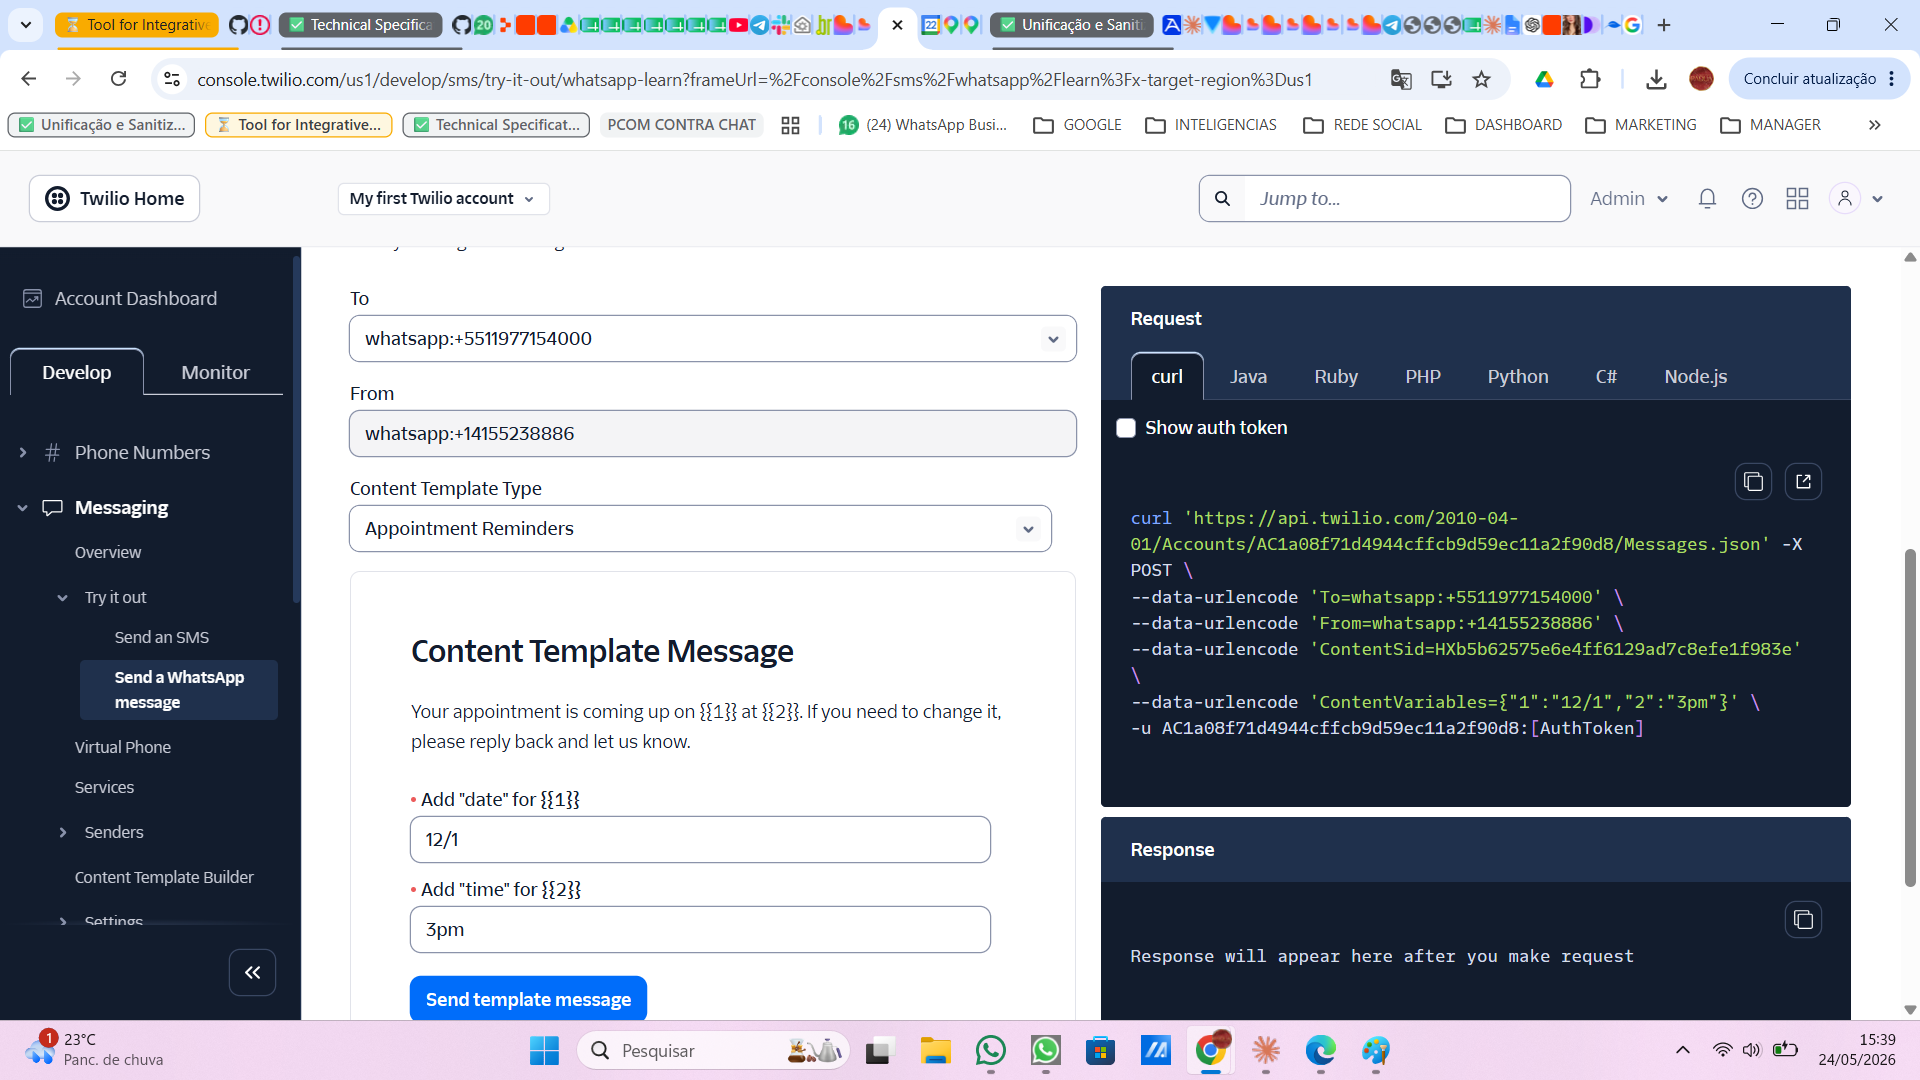 Tool for Integrative
Technical Specifica
20
22
Unificação e Saniti
console.twilio.com/us1/develop/sms/try-it-out/whatsapp-learn?frameUrl=%2Fconsole%2Fsms%2Fwhatsapp%2Flearn%3Fx-target-region%3Dus1
Concluir atualização
Unificação e Sanitiz...
Tool for Integrative...
Technical Specificat...
PCOM CONTRA CHAT
16
(24) WhatsApp Busi...
GOOGLE
INTELIGENCIAS
REDE SOCIAL
DASHBOARD
MARKETING
MANAGER
Twilio Home
My first Twilio account
Jump to...
Admin
Account Dashboard
Develop
Monitor
Phone Numbers
Messaging
Overview
Try it out
Send an SMS
Send a WhatsApp
message
Virtual Phone
Services
Senders
Content Template Builder
Settings
To
whatsapp:+5511977154000
From
whatsapp:+14155238886
Content Template Type
Appointment Reminders
Content Template Message
Your appointment is coming up on {{1}} at {{2}}. If you need to change it,
please reply back and let us know.
• Add "date" for {{1}}
12/1
• Add "time" for {{2}}
3pm
Send template message
Request
curl
Java
Ruby
PHP
Python
C#
Node.js
Show auth token
curl 'https://api.twilio.com/2010-04-
01/Accounts/AC1a08f71d4944cffcb9d59ec11a2f90d8/Messages.json' -X
POST \
--data-urlencode 'To=whatsapp:+5511977154000' \
--data-urlencode 'From=whatsapp:+14155238886' \
--data-urlencode 'ContentSid=HXb5b62575e6e4ff6129ad7c8efe1f983e'
\
--data-urlencode 'ContentVariables={"1":"12/1","2":"3pm"}' \
-u AC1a08f71d4944cffcb9d59ec11a2f90d8:[AuthToken]
Response
Response will appear here after you make request
1
23°C
Panc. de chuva
Pesquisar
15:39
24/05/2026